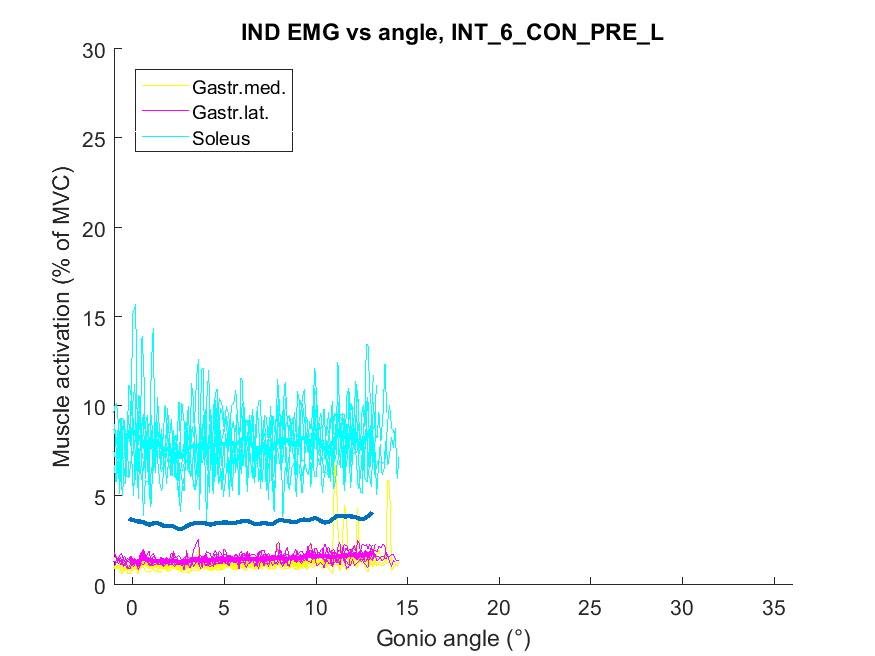 IND EMG vs angle, INT_6_CON_PRE_L
30
25
20
15
10
5
0
Muscle activation (% of MVC)
Gastr.med.
Gastr.lat.
Soleus
0 5 10 15 20 25 30 35
Gonio angle (°)